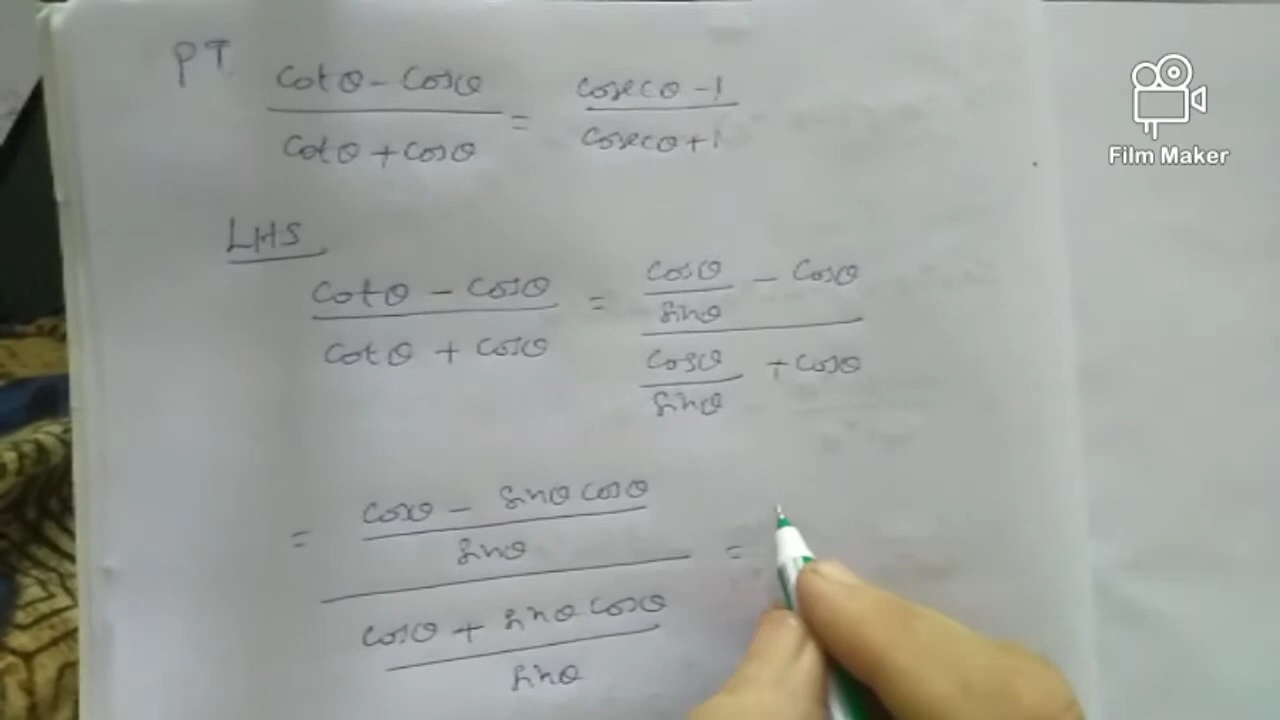 PT cotθ - cosθ / cotθ + cosθ = cosecθ - 1 / cosecθ + 1
Film Maker
LHS
cotθ - cosθ / cotθ + cosθ = cosθ / sinθ - cosθ / cosθ / sinθ + cosθ
= cosθ - sinθ cosθ / sinθ / cosθ + sinθ cosθ / sinθ =